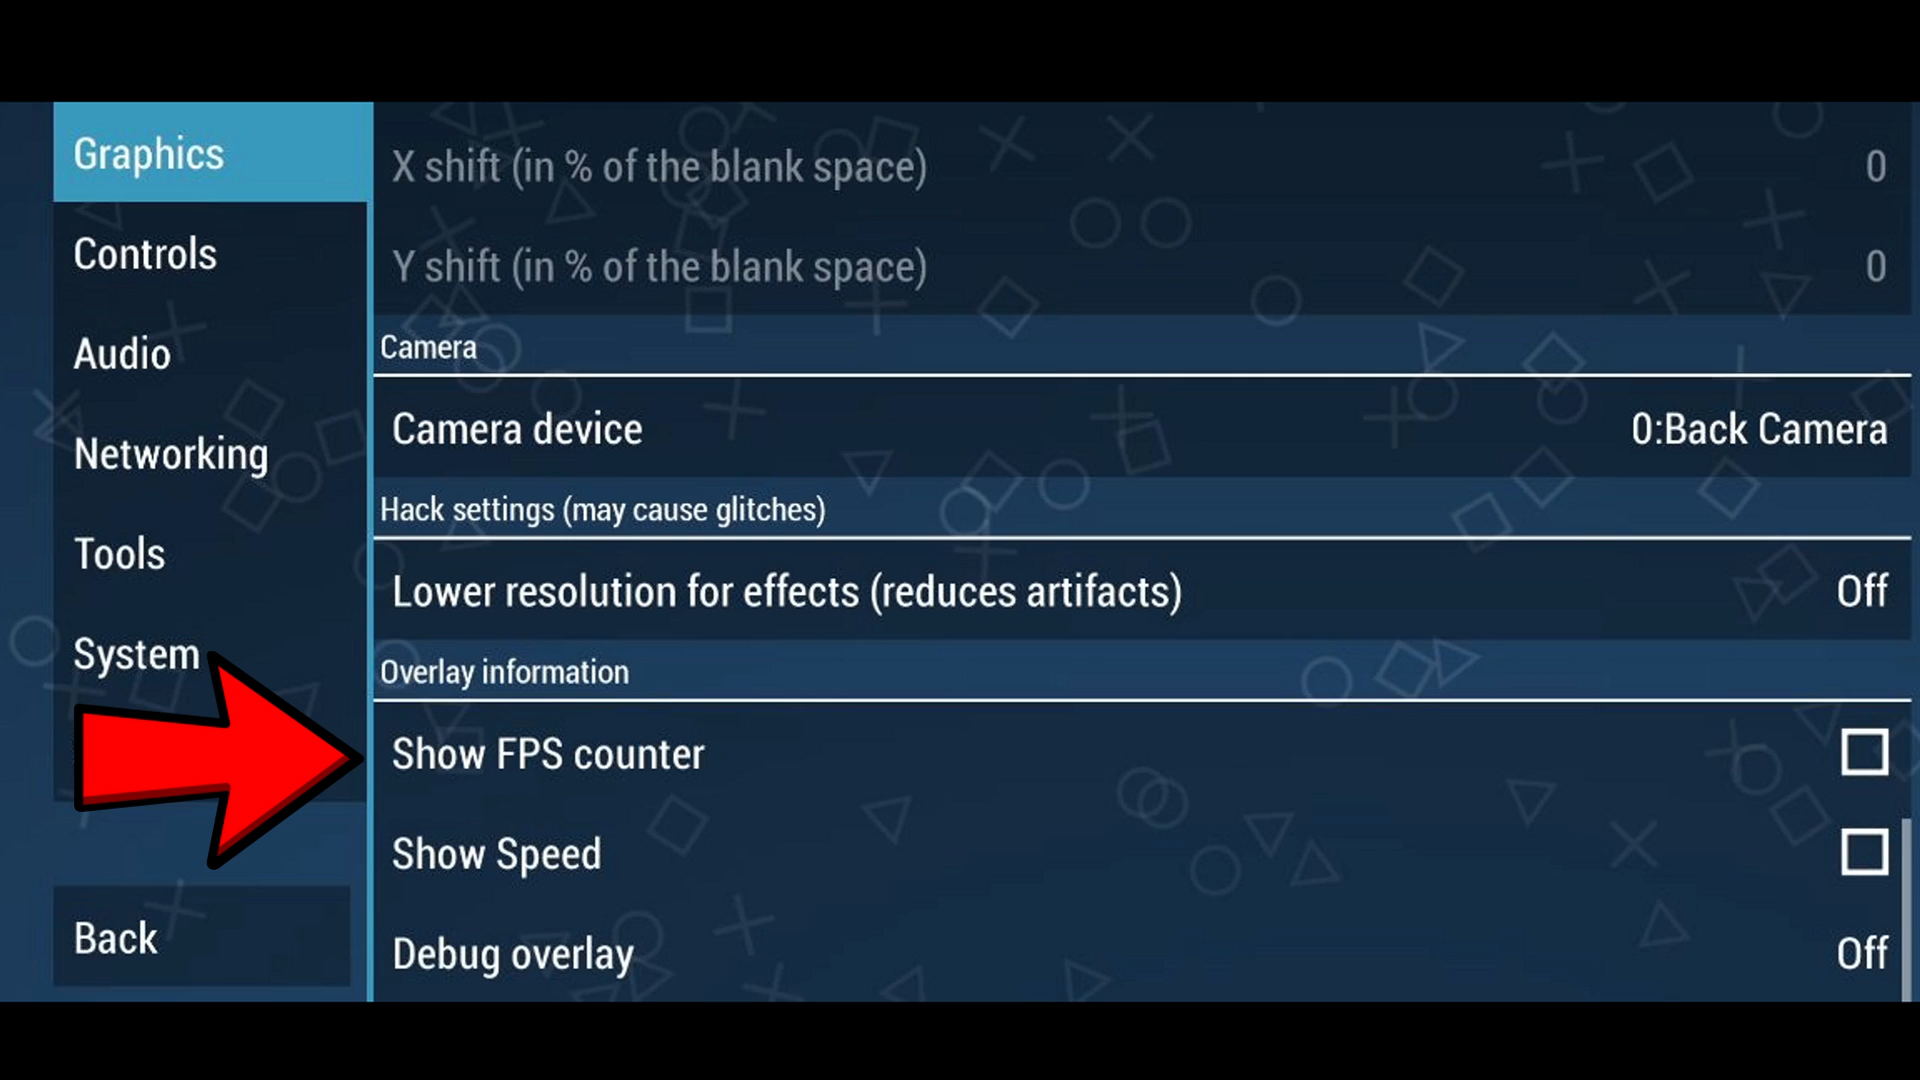 Graphics
Controls
Audio
Networking
Tools
System
Back
X shift (in % of the blank space) 0
Y shift (in % of the blank space) 0
Camera
Camera device 0:Back Camera
Hack settings (may cause glitches)
Lower resolution for effects (reduces artifacts) Off
Overlay information
Show FPS counter
Show Speed
Debug overlay Off